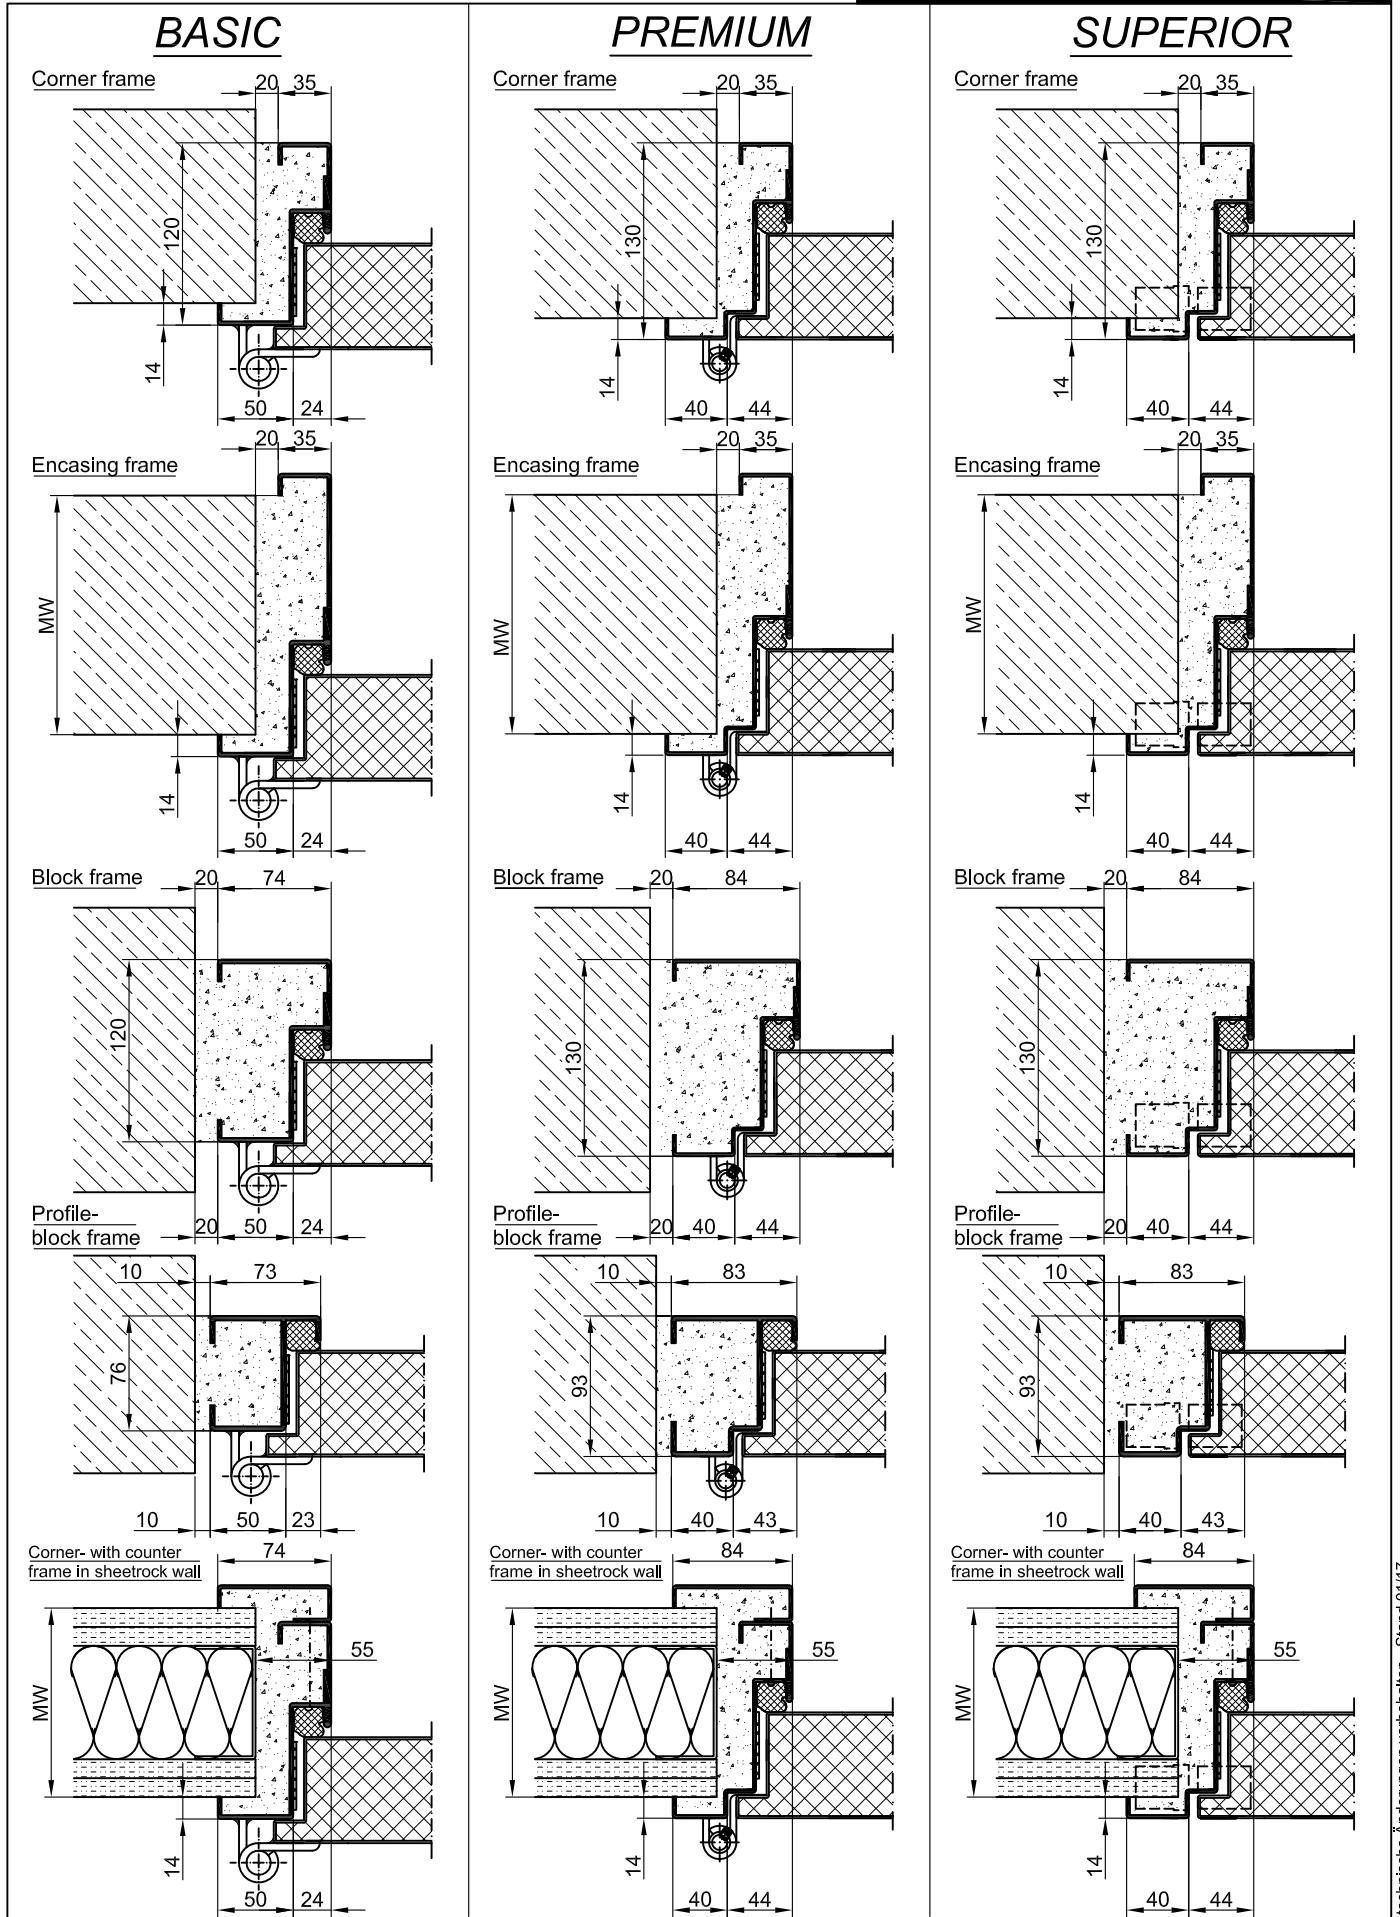 BASIC
PREMIUM
SUPERIOR
Corner frame
20 35
120
14
50 24
Corner frame
20 35
130
14
40 44
Corner frame
20 35
130
14
40 44
Encasing frame
20 35
MW
14
50 24
Encasing frame
20 35
MW
14
40 44
Encasing frame
20 35
MW
14
40 44
Block frame
20 74
120
20 50 24
Block frame
20 84
130
20 40 44
Block frame
20 84
130
20 40 44
Profile-
block frame
10 73
76
10 50 23
Profile-
block frame
10 83
93
10 40 43
Profile-
block frame
10 83
93
10 40 43
Corner- with counter
frame in sheetrock wall
74
MW
55
14
50 24
Corner- with counter
frame in sheetrock wall
84
MW
55
14
40 44
Corner- with counter
frame in sheetrock wall
84
MW
55
14
40 44